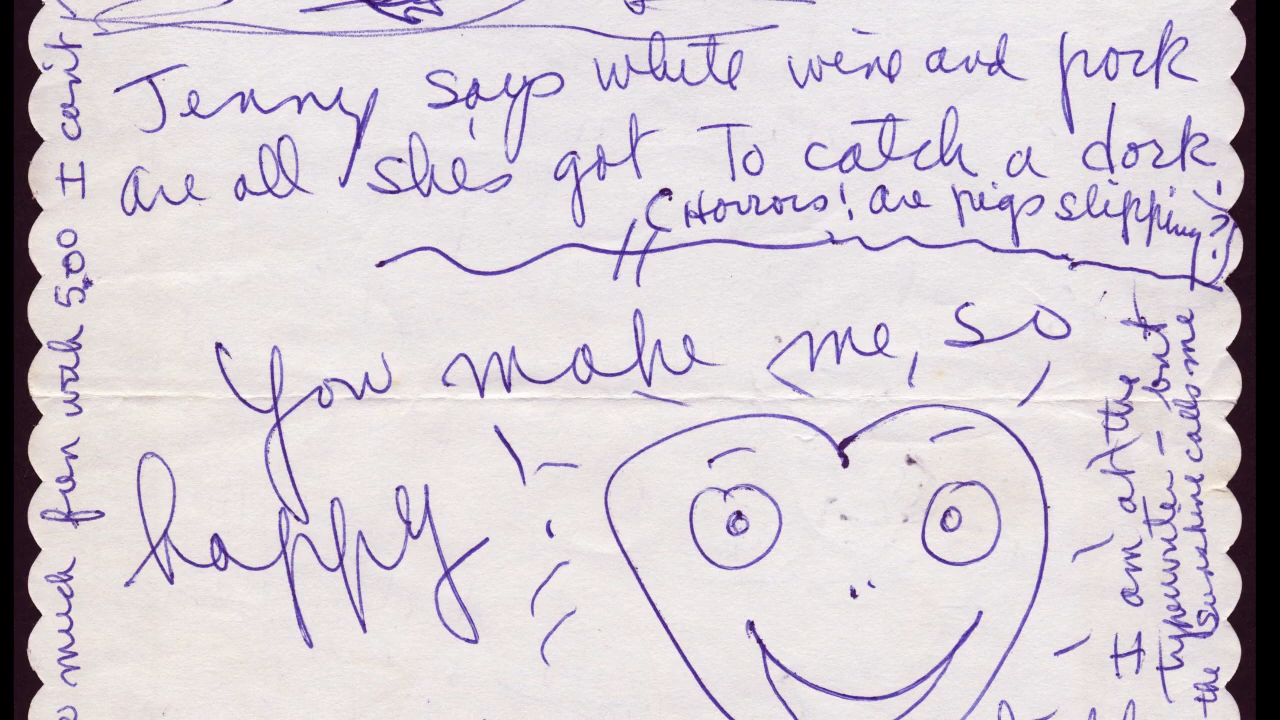 Jenny says white wine and pork
are all she's got to catch a dork
(Horrors! are pigs slipping?)
You make me, so
happy!
much fun with 5.00 I can't
I am at the
typewriter – but
the sunshine calls me